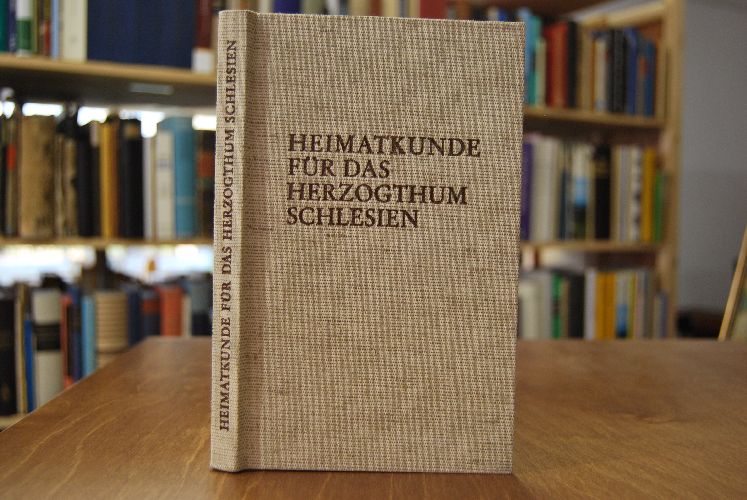 HEIMATKUNDE FÜR DAS HERZOGTHUM SCHLESIEN
HEIMATKUNDE
FÜR DAS
HERZOGTHUM
SCHLESIEN